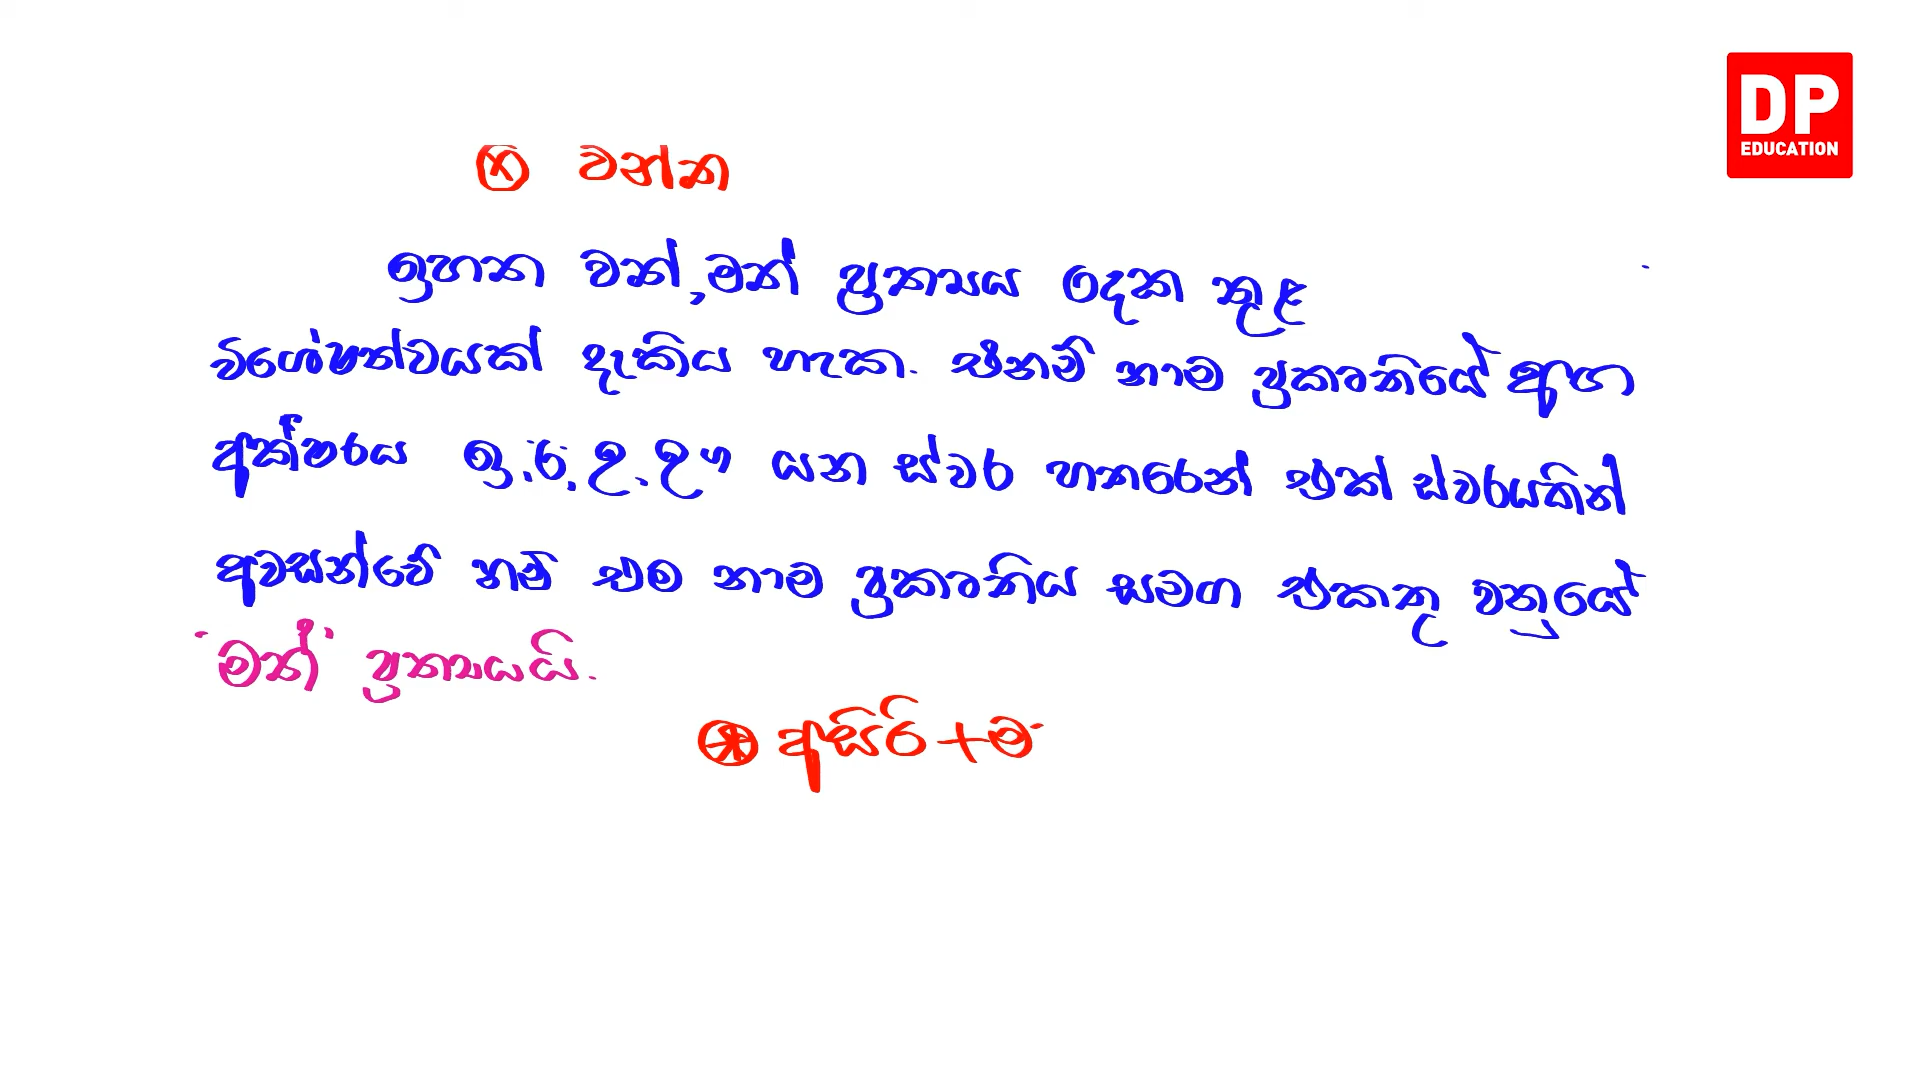 DP
EDUCATION
වන්ත
ඉහත වත්,මත් ප්‍රත්‍යය දෙක තුළ
විශේෂත්වයක් දැකිය හැක. එනම් නාම ප්‍රකෘතියේ අග
අක්ෂරය ඉ.ඊ.උ.ඌ යන ස්වර හතරෙන් එක් ස්වරයකින්
අවසන්වේ නම් එම නාම ප්‍රකෘතිය සමග එකතු වනුයේ
'මත්' ප්‍රත්‍යයයි.
අසිරි + ම